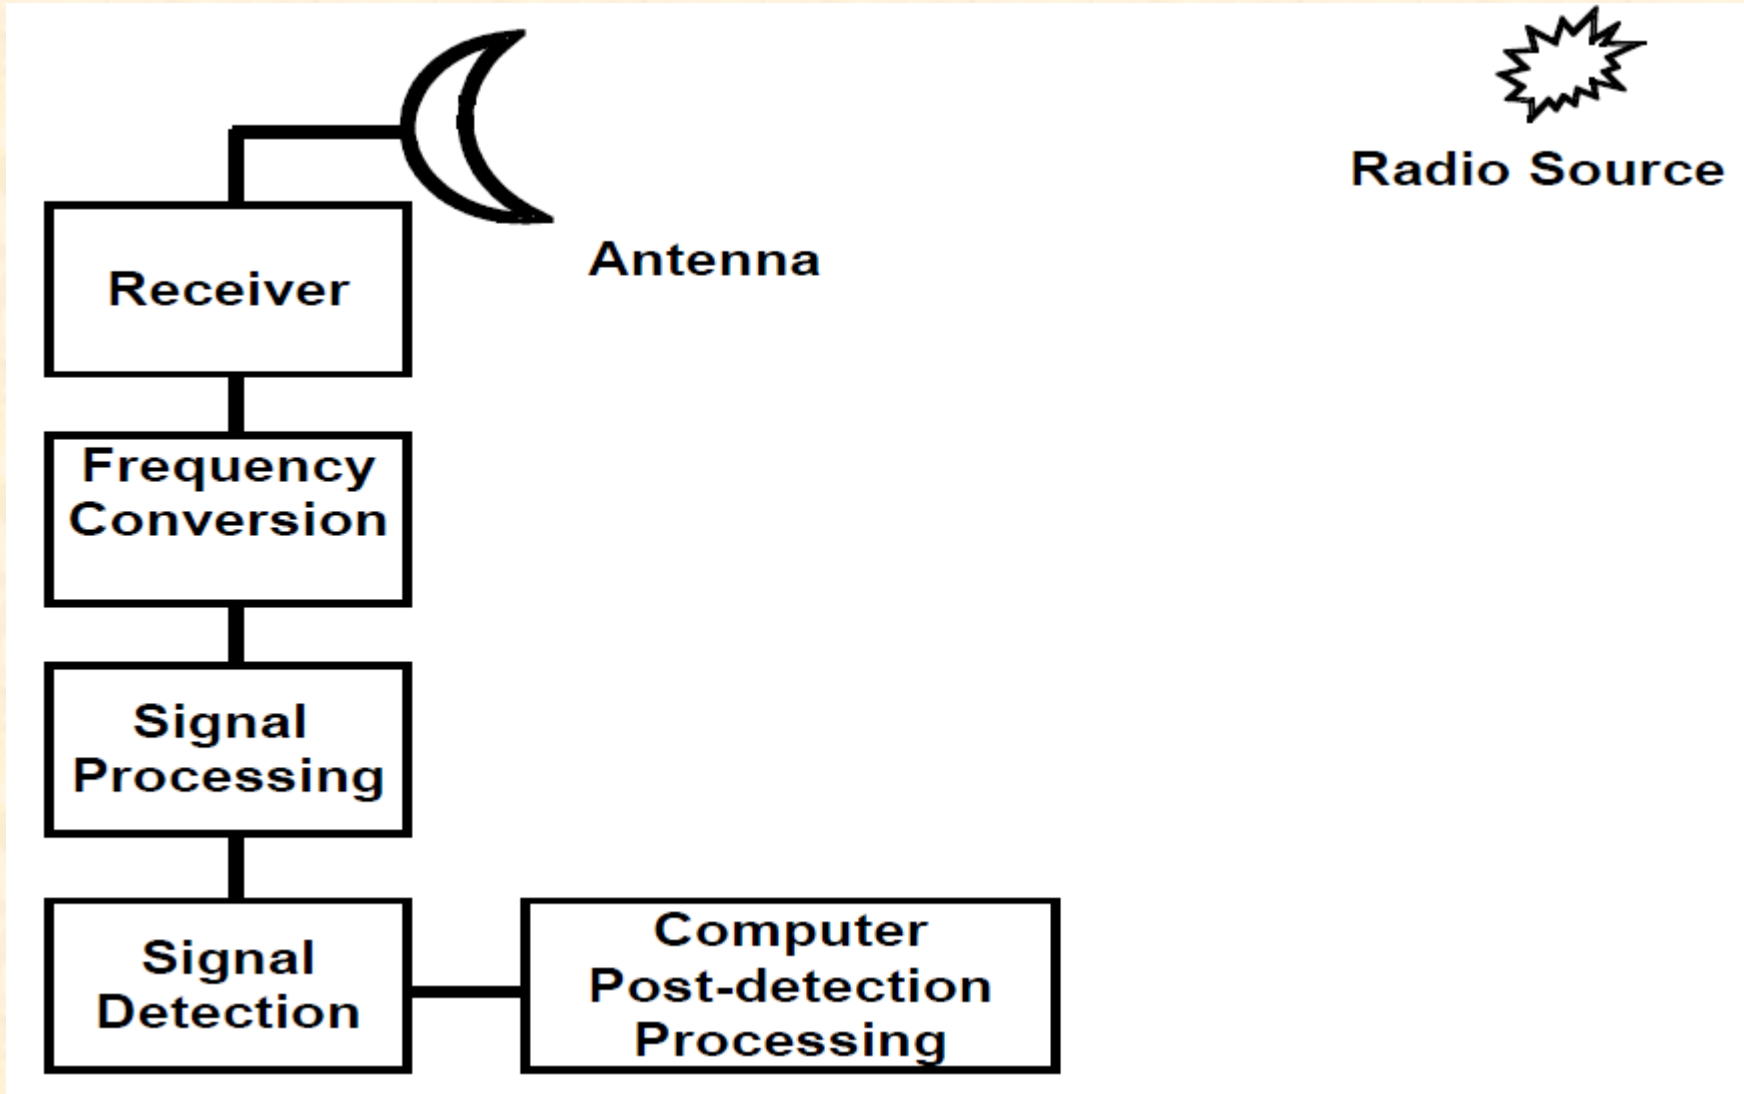 Radio Source
Antenna
Receiver
Frequency
Conversion
Signal
Processing
Signal
Detection
Computer
Post-detection
Processing